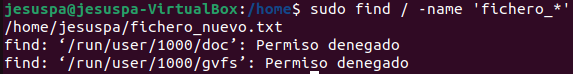 jesuspa@jesuspa-VirtualBox:/home$ sudo find / -name 'fichero_*'
/home/jesuspa/fichero_nuevo.txt
find: ‘/run/user/1000/doc’: Permiso denegado
find: ‘/run/user/1000/gvfs’: Permiso denegado